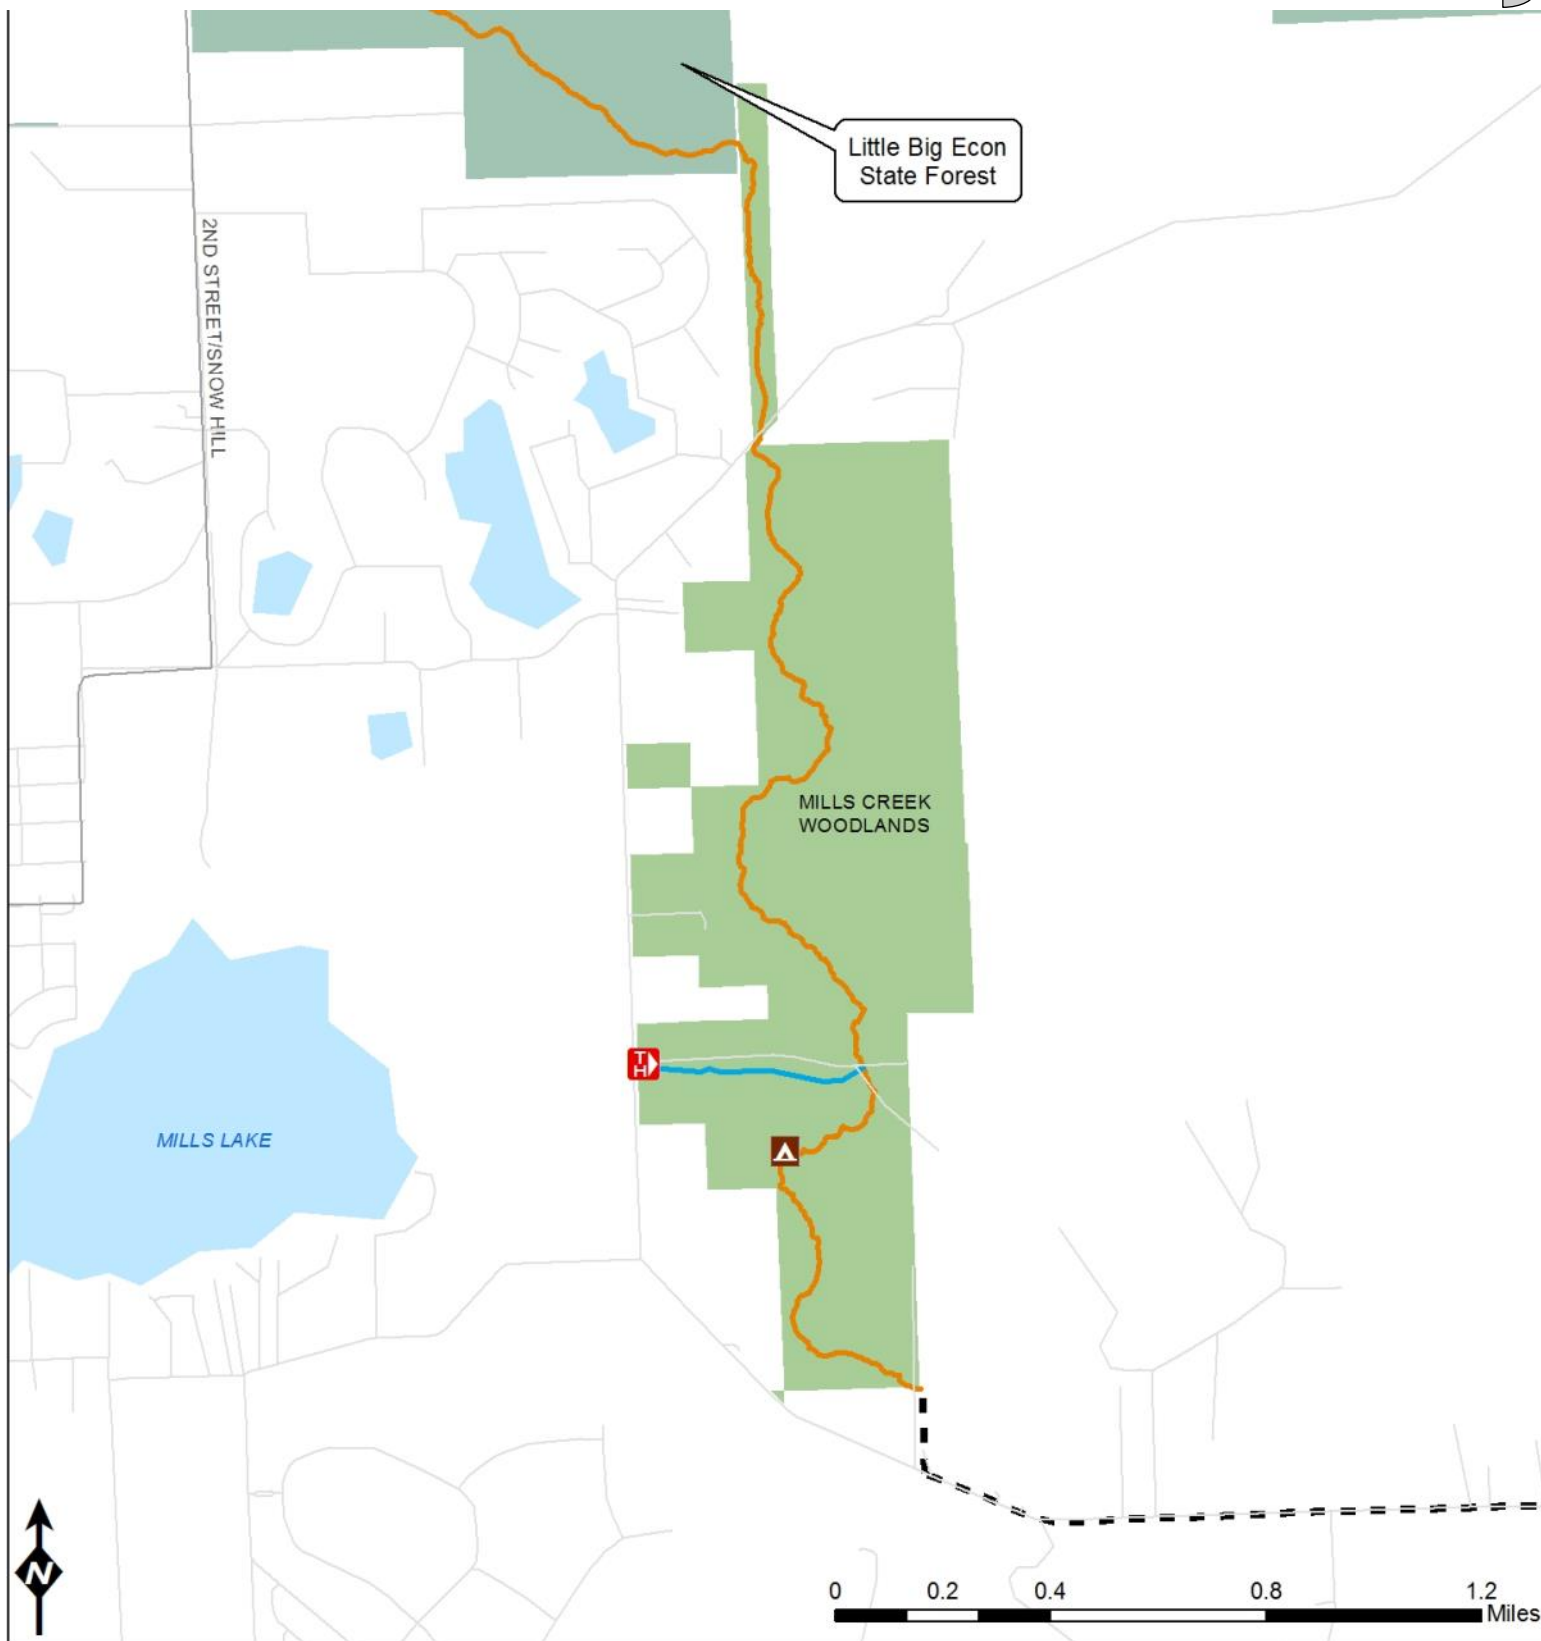 Little Big Econ
State Forest
2ND STREET/SNOW HILL
MILLS CREEK
WOODLANDS
TH
MILLS LAKE
N
0 0.2 0.4 0.8 1.2
Miles